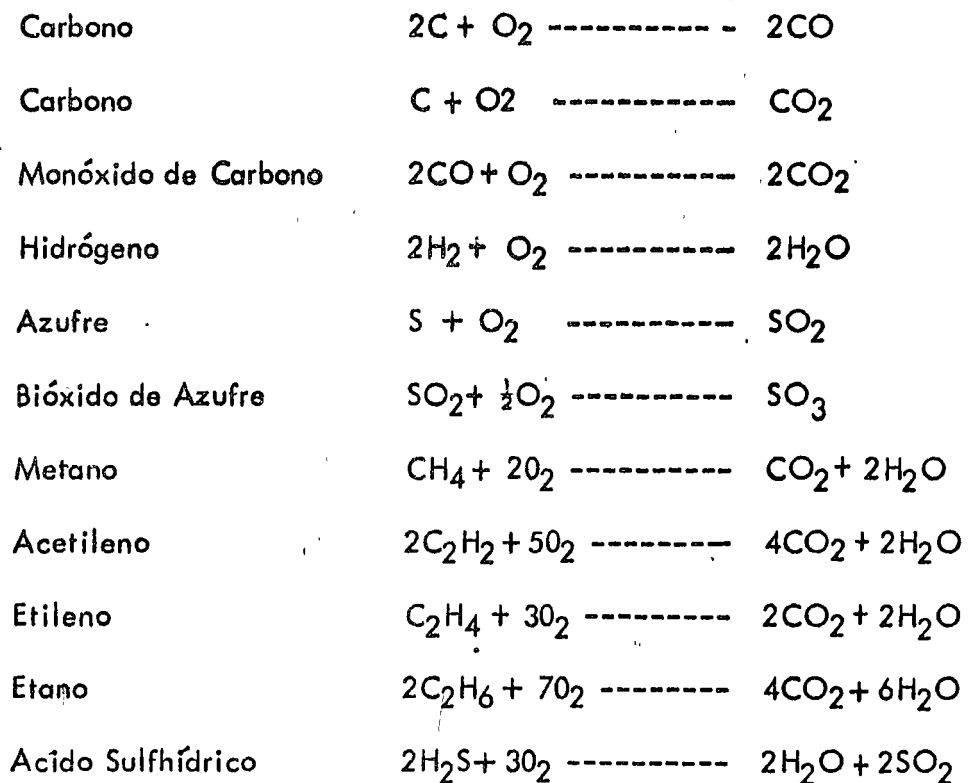 Carbono 2C + O2 ----------- - 2CO
Carbono C + O2 ----------- CO2
Monóxido de Carbono 2CO + O2 ---------- 2CO2
Hidrógeno 2H2 + O2 ---------- 2H2O
Azufre S + O2 ---------- SO2
Bióxido de Azufre SO2 + ½O2 ---------- SO3
Metano CH4 + 2O2 ---------- CO2 + 2H2O
Acetileno 2C2H2 + 5O2 --------- 4CO2 + 2H2O
Etileno C2H4 + 3O2 --------- 2CO2 + 2H2O
Etano 2C2H6 + 7O2 -------- 4CO2 + 6H2O
Acido Sulfhídrico 2H2S + 3O2 ---------- 2H2O + 2SO2